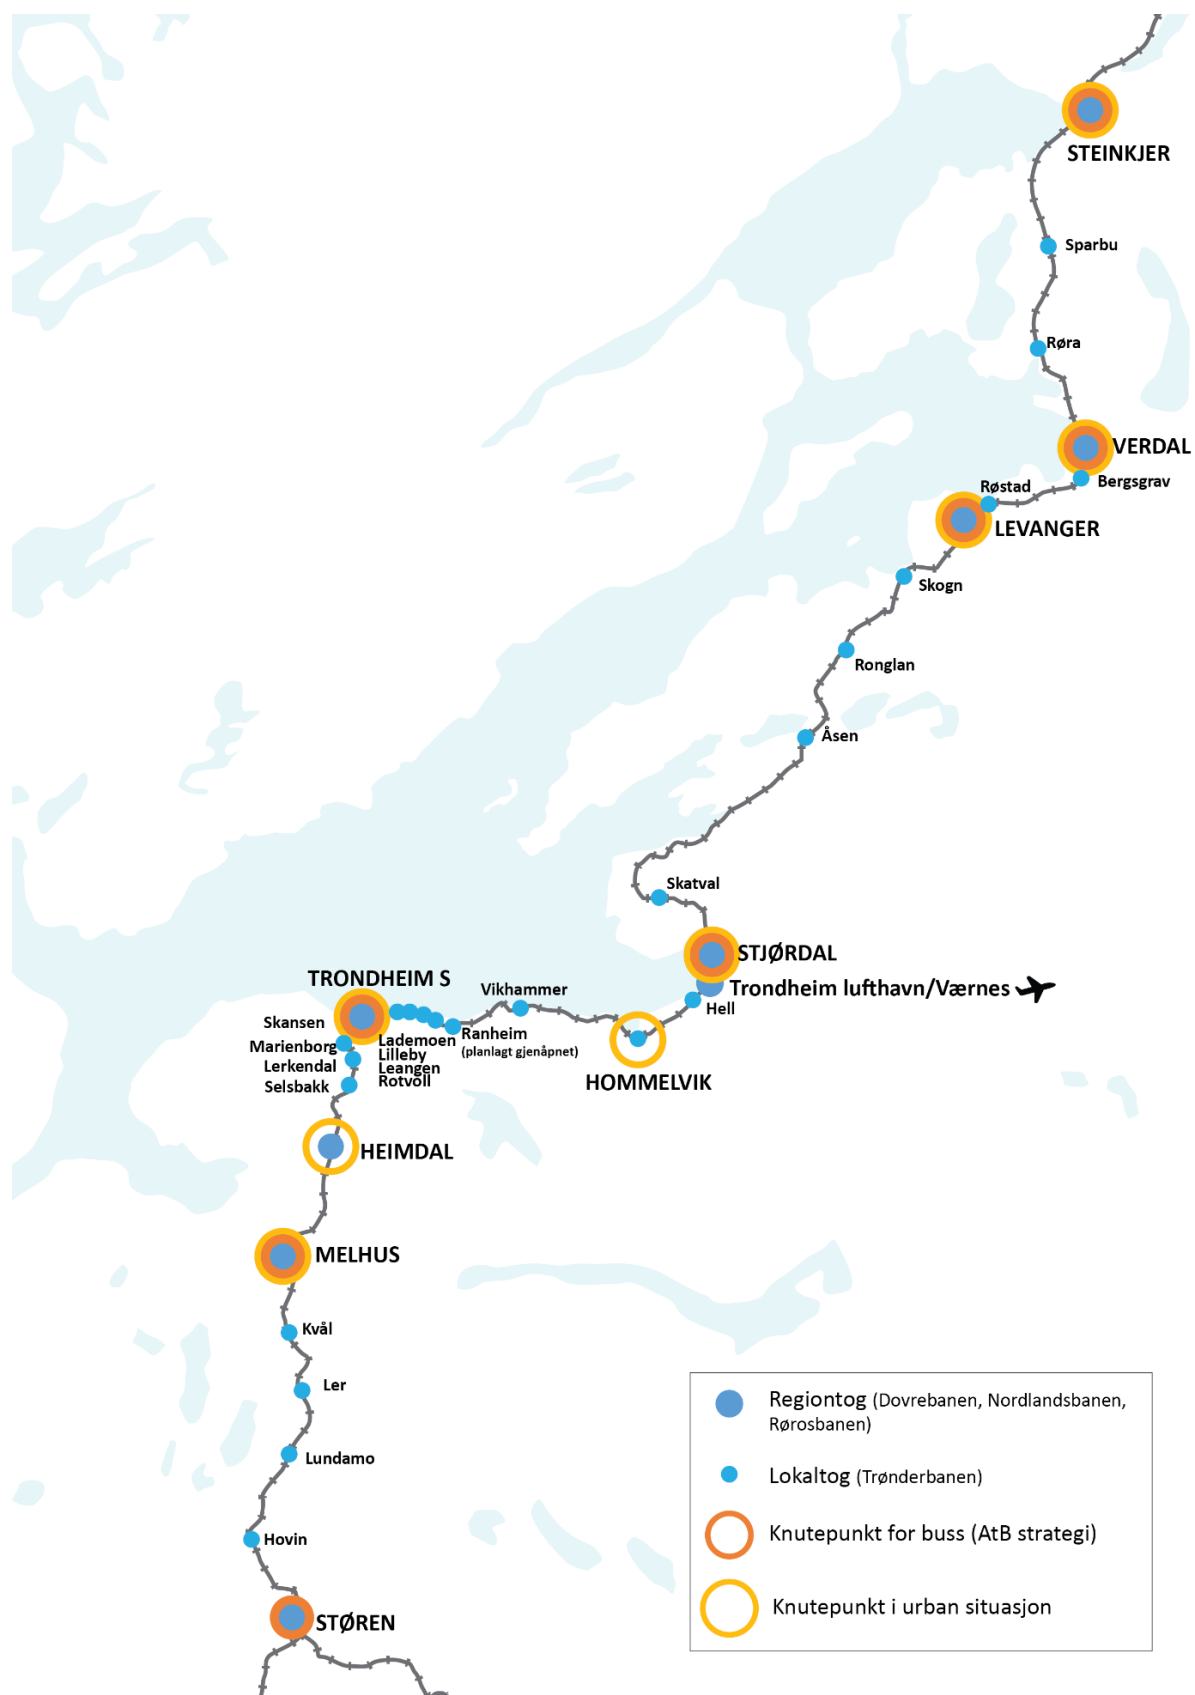 STEINKJER
Sparbu
Røra
VERDAL
Bergsgrav
Røstad
LEVANGER
Skogn
Ronglan
Åsen
Skatval
STJØRDAL
Trondheim lufthavn/Værnes
Hell
TRONDHEIM S
Vikhammer
Skansen
Marienborg
Lerkendal
Selsbakk
Lademoen
Lilleby
Leangen
Rotvoll
Ranheim
(planlagt gjenåpnet)
HOMMELVIK
HEIMDAL
MELHUS
Kvål
Ler
Lundamo
Hovin
STØREN
Regiontog (Dovrebanen, Nordlandsbanen,
Rørosbanen)
Lokaltog (Trønderbanen)
Knutepunkt for buss (AtB strategi)
Knutepunkt i urban situasjon